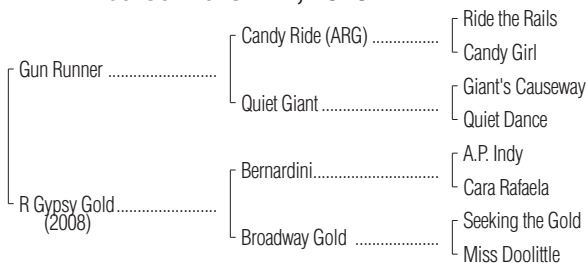 Gun Runner ............................
Candy Ride (ARG) .................
Ride the Rails
Candy Girl
Quiet Giant ............................
Giant's Causeway
Quiet Dance
R Gypsy Gold .........................
(2008)
Bernardini................................
A.P. Indy
Cara Rafaela
Broadway Gold .....................
Seeking the Gold
Miss Doolittle